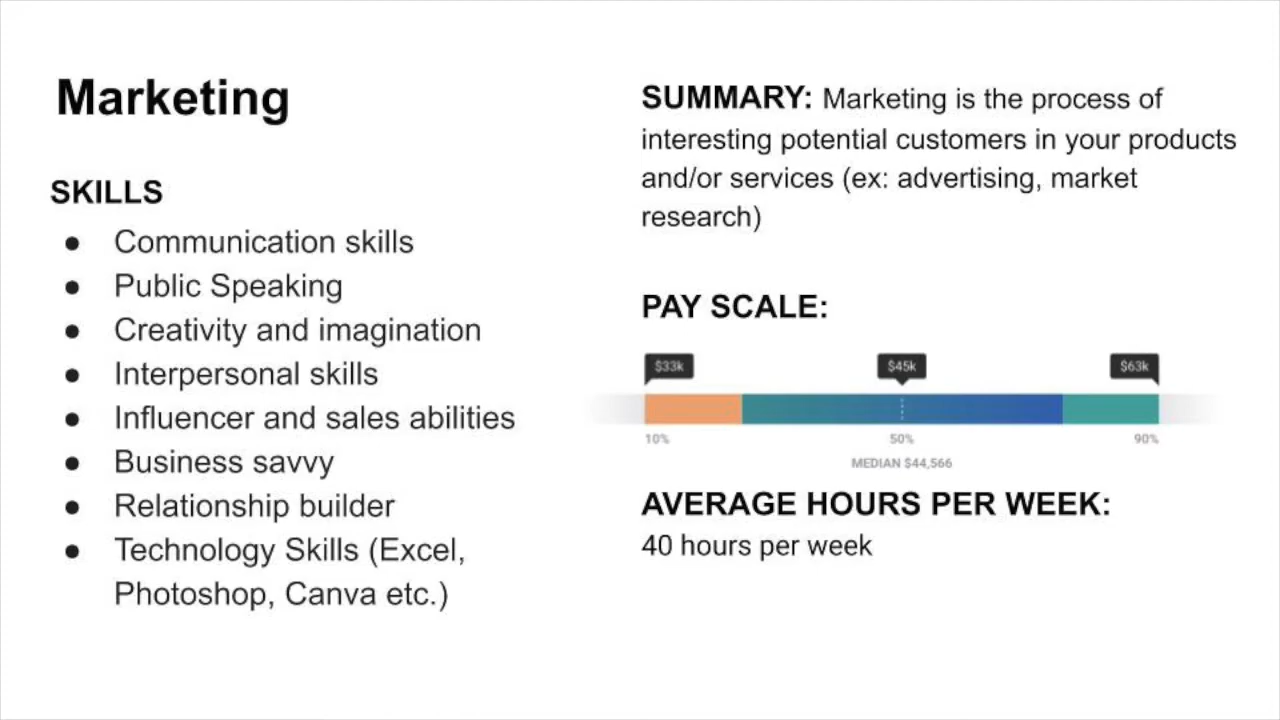 Marketing
SKILLS
● Communication skills
● Public Speaking
● Creativity and imagination
● Interpersonal skills
● Influencer and sales abilities
● Business savvy
● Relationship builder
● Technology Skills (Excel,
Photoshop, Canva etc.)
SUMMARY: Marketing is the process of
interesting potential customers in your products
and/or services (ex: advertising, market
research)
PAY SCALE:
$33k $45k $63k
10% 50% 90%
MEDIAN $44,566
AVERAGE HOURS PER WEEK:
40 hours per week